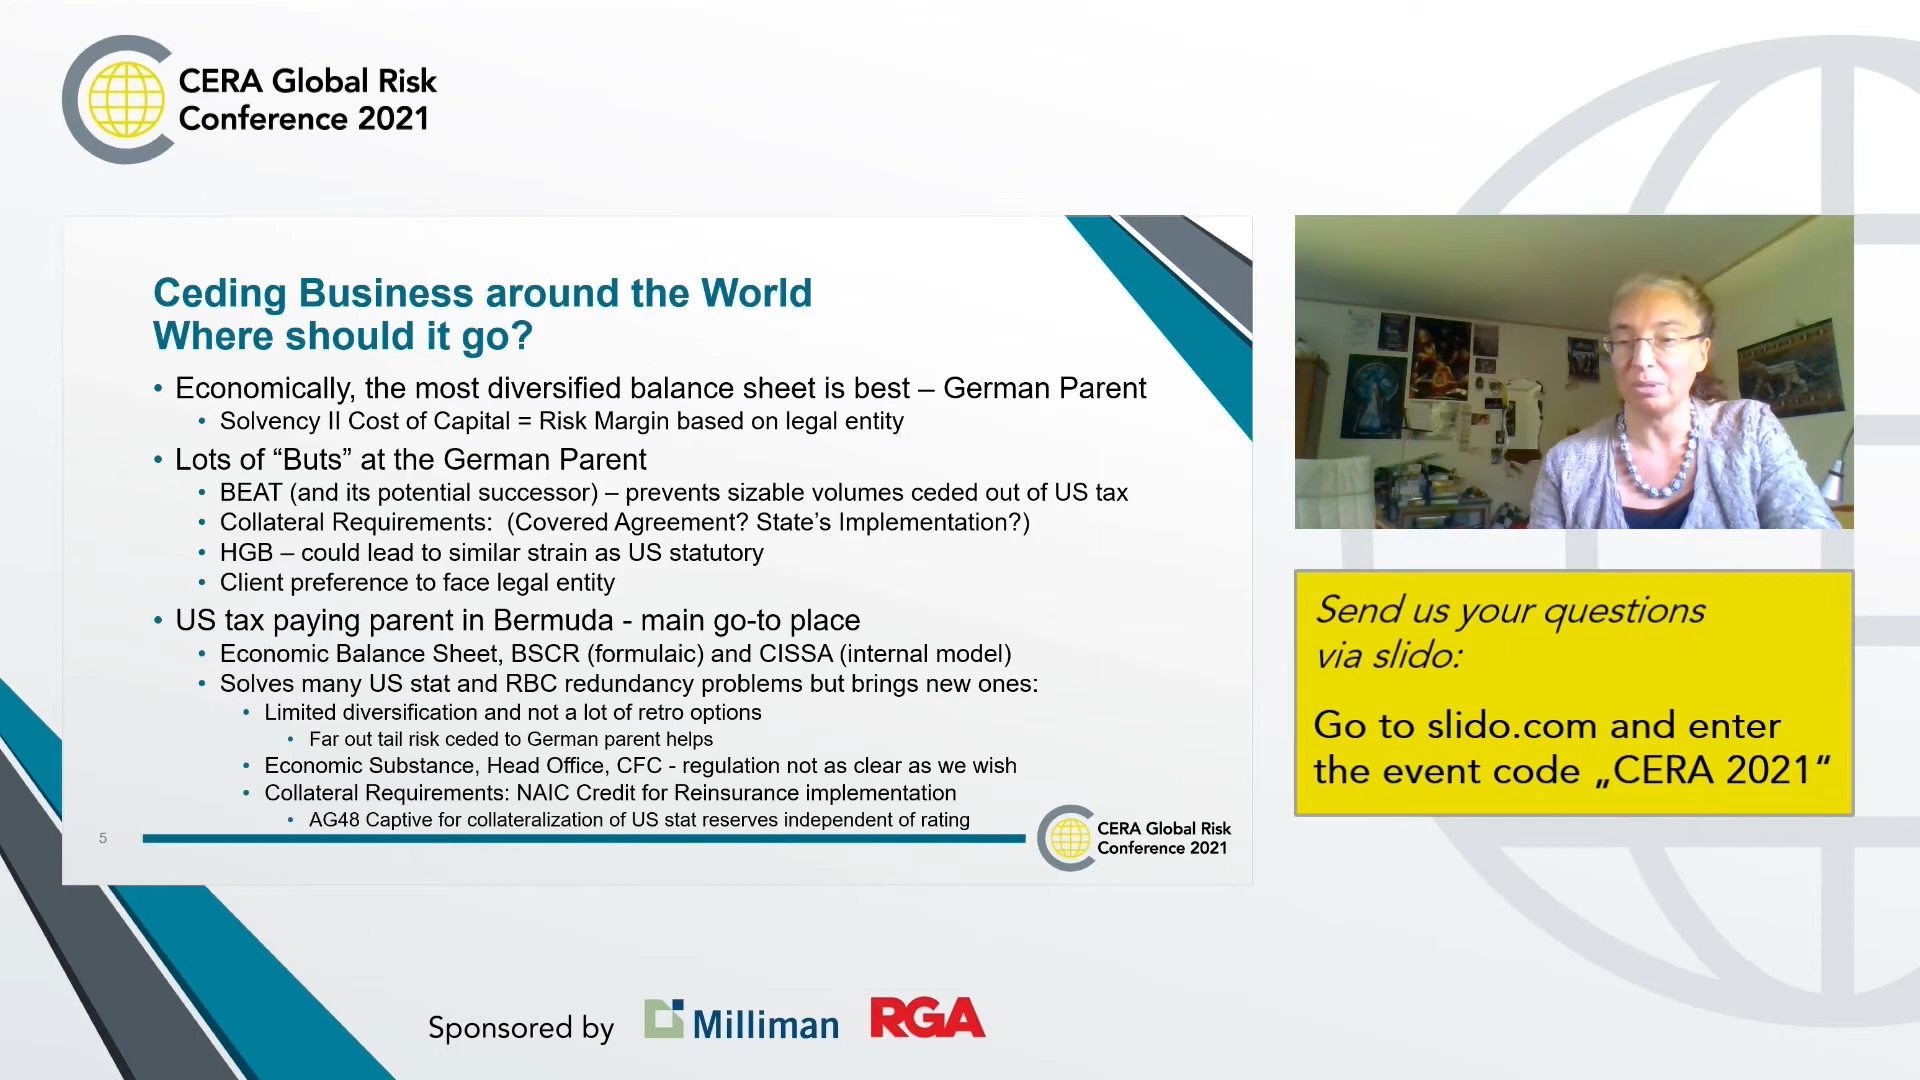 CERA Global Risk
Conference 2021
Ceding Business around the World
Where should it go?
• Economically, the most diversified balance sheet is best – German Parent
• Solvency II Cost of Capital = Risk Margin based on legal entity
• Lots of “Buts” at the German Parent
• BEAT (and its potential successor) – prevents sizable volumes ceded out of US tax
• Collateral Requirements: (Covered Agreement? State’s Implementation?)
• HGB – could lead to similar strain as US statutory
• Client preference to face legal entity
• US tax paying parent in Bermuda - main go-to place
• Economic Balance Sheet, BSCR (formulaic) and CISSA (internal model)
• Solves many US stat and RBC redundancy problems but brings new ones:
• Limited diversification and not a lot of retro options
• Far out tail risk ceded to German parent helps
• Economic Substance, Head Office, CFC - regulation not as clear as we wish
• Collateral Requirements: NAIC Credit for Reinsurance implementation
• AG48 Captive for collateralization of US stat reserves independent of rating
5
CERA Global Risk
Conference 2021
Send us your questions
via slido:
Go to slido.com and enter
the event code „CERA 2021“
Sponsored by
Milliman
RGA